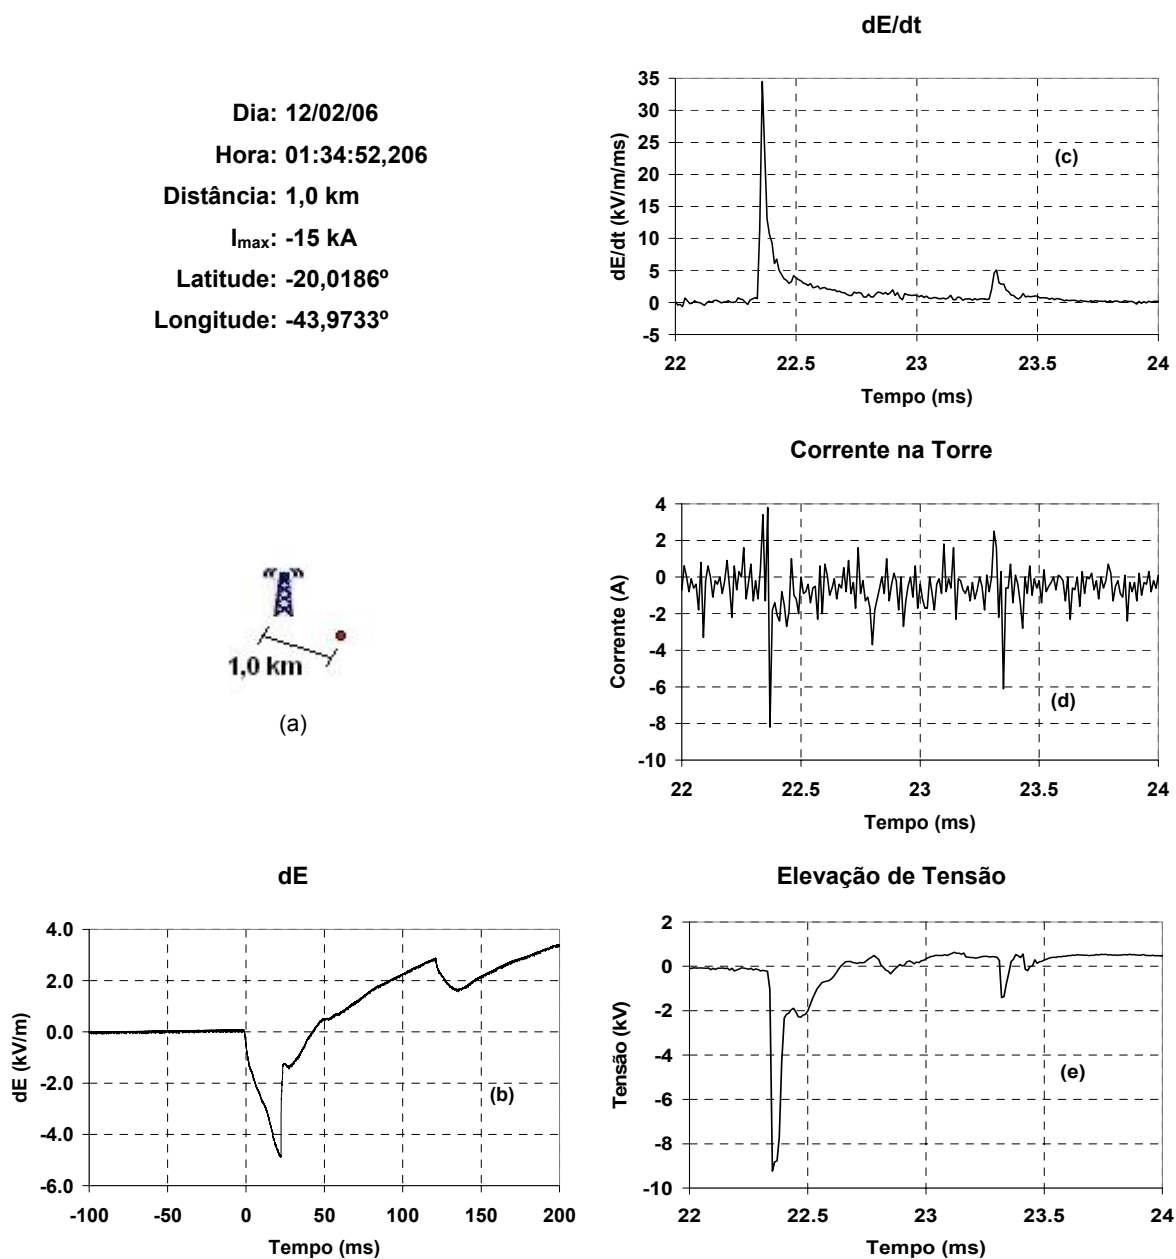 Dia: 12/02/06
Hora: 01:34:52,206
Distância: 1,0 km
Imax: -15 kA
Latitude: -20,0186º
Longitude: -43,9733º
dE/dt
35
30
25
20
15
10
5
0
-5
dE/dt (kV/m/ms)
(c)
22
22.5
23
23.5
24
Tempo (ms)
1,0 km
(a)
Corrente na Torre
4
2
0
-2
-4
-6
-8
-10
Corrente (A)
(d)
22
22.5
23
23.5
24
Tempo (ms)
dE
4.0
2.0
0.0
-2.0
-4.0
-6.0
dE (kV/m)
(b)
-100
-50
0
50
100
150
200
Tempo (ms)
Elevação de Tensão
2
0
-2
-4
-6
-8
-10
Tensão (kV)
(e)
22
22.5
23
23.5
24
Tempo (ms)